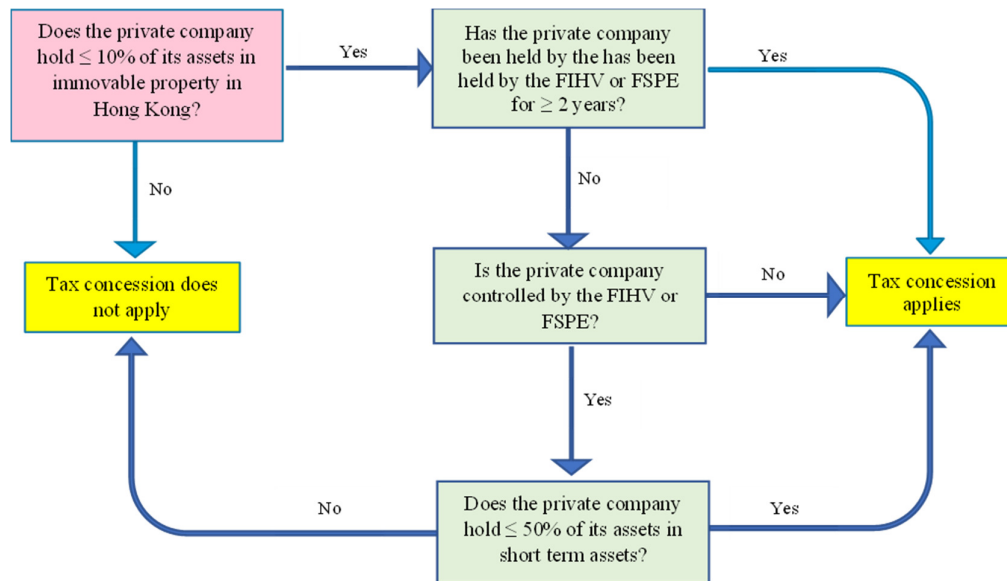 Does the private company
hold ≤ 10% of its assets in
immovable property in
Hong Kong?
Yes
Has the private company
been held by the has been
held by the FIHV or FSPE
for ≥ 2 years?
Yes
No
No
Tax concession does
not apply
Is the private company
controlled by the FIHV or
FSPE?
No
Tax concession
applies
Yes
Does the private company
hold ≤ 50% of its assets in
short term assets?
No
Yes